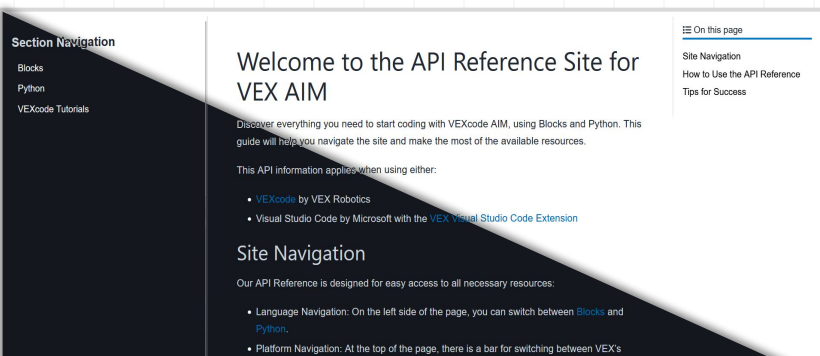 Section Navigation
Blocks
Python
VEXcode Tutorials
Welcome to the API Reference Site for
VEX AIM
Discover everything you need to start coding with VEXcode AIM, using Blocks and Python. This
guide will help you navigate the site and make the most of the available resources.
This API information applies when using either:
• VEXcode by VEX Robotics
• Visual Studio Code by Microsoft with the VEX Visual Studio Code Extension
Site Navigation
Our API Reference is designed for easy access to all necessary resources:
• Language Navigation: On the left side of the page, you can switch between Blocks and
Python.
• Platform Navigation: At the top of the page, there is a bar for switching between VEX's
On this page
Site Navigation
How to Use the API Reference
Tips for Success